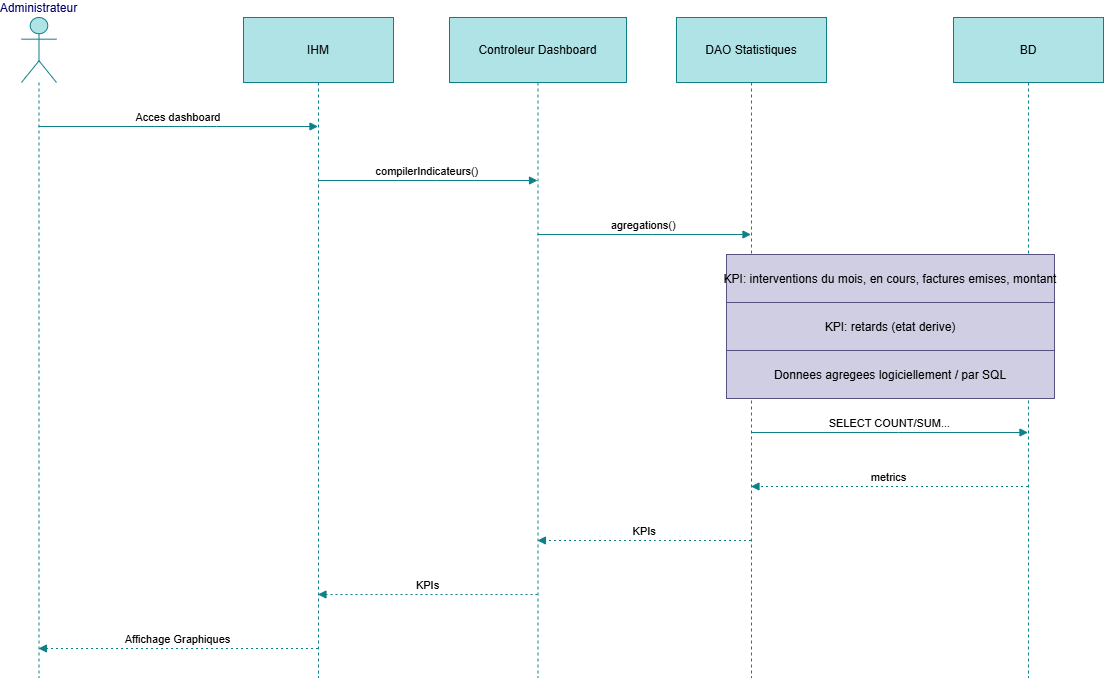 Administrateur
IHM
Controleur Dashboard
DAO Statistiques
BD
Acces dashboard
compilerIndicateurs()
agregations()
KPI: interventions du mois, en cours, factures emises, montant
KPI: retards (etat derive)
Donnees agregees logiciellement / par SQL
SELECT COUNT/SUM...
metrics
KPIs
KPIs
Affichage Graphiques